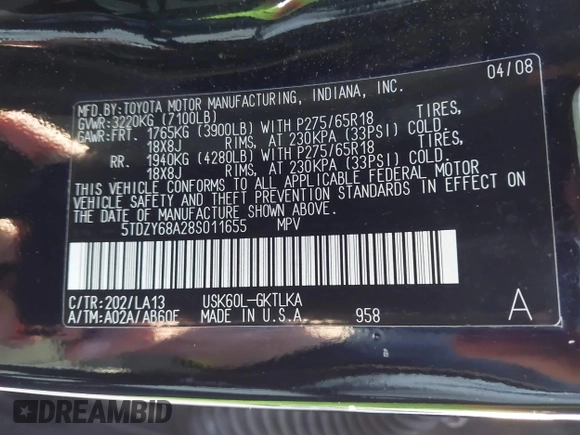 04/08
MFD.BY:TOYOTA MOTOR MANUFACTURING, INDIANA, INC.
GVWR:3220KG (7100LB)
GAWR:FRT. 1765KG (3900LB) WITH P275/65R18 TIRES,
18X8J RIMS, AT 230KPA (33PSI) COLD.
RR. 1940KG (4280LB) WITH P275/65R18 TIRES,
18X8J RIMS, AT 230KPA (33PSI) COLD.
THIS VEHICLE CONFORMS TO ALL APPLICABLE FEDERAL MOTOR
VEHICLE SAFETY AND THEFT PREVENTION STANDARDS IN EFFECT ON
THE DATE OF MANUFACTURE SHOWN ABOVE.
5TDZY68A28S011655 MPV
C/TR:202/LA13 USK60L-GKTLKA
A/TM:A02A/AB60F MADE IN U.S.A. 958 A
DREAMBID